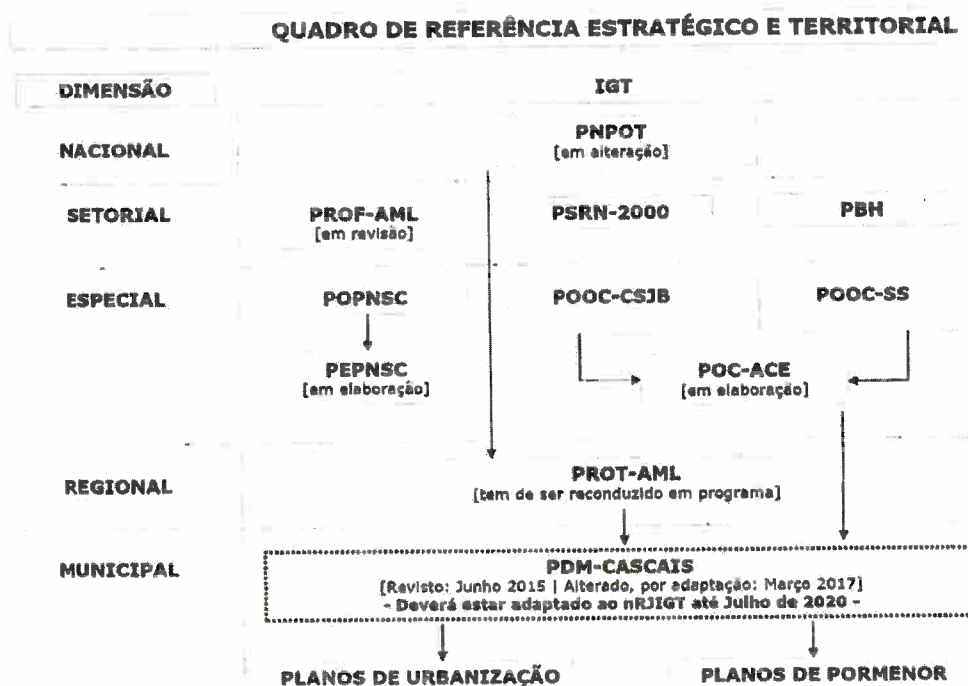 QUADRO DE REFERÊNCIA ESTRATÉGICO E TERRITORIAL
DIMENSÃO
IGT
NACIONAL
PNPOT
[em alteração]
SETORIAL
PROF-AML
[em revisão]
PSRN-2000
PBH
ESPECIAL
POPNSC
POOC-CSJB
POOC-SS
PEPNSC
[em elaboração]
POC-ACE
[em elaboração]
REGIONAL
PROT-AML
[tem de ser reconduzido em programa]
MUNICIPAL
PDM-CASCAIS
[Revisto: Junho 2015 | Alterado, por adaptação: Março 2017]
- Deverá estar adaptado ao nRJIGT até Julho de 2020 -
PLANOS DE URBANIZAÇÃO
PLANOS DE PORMENOR